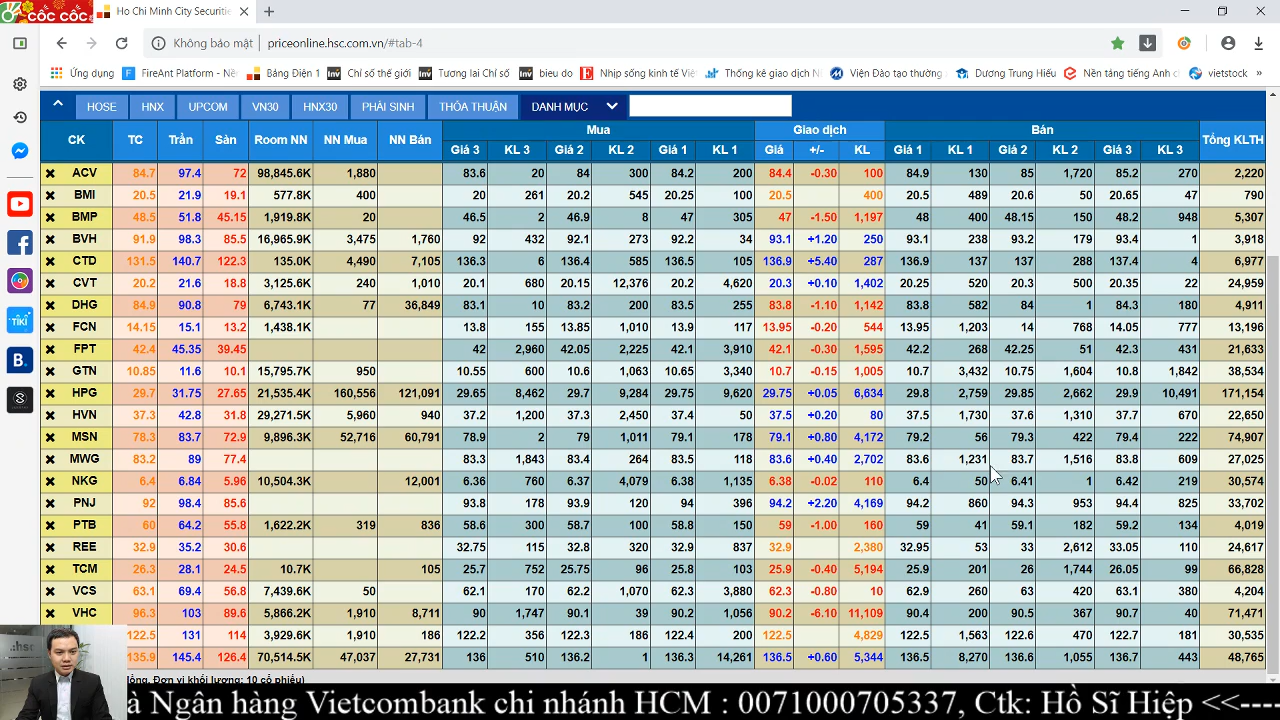 CỐC CỐC Ho Chi Minh City Securitie
Không bảo mật priceonline.hsc.com.vn/#tab-4
Ứng dụng FireAnt Platform - Nề Bảng Điện 1 Chỉ số thế giới Tương lai Chỉ số bieu do Nhịp sống kinh tế Việ Thống kê giao dịch N Viện Đào tạo thương Dương Trung Hiếu Nền tảng tiếng Anh c vietstock »
HOSE HNX UPCOM VN30 HNX30 PHÁI SINH THỎA THUẬN DANH MỤC
CK TC Trần Sàn Room NN NN Mua NN Bán Mua Giao dịch Bán Tổng KLTH
Giá 3 KL 3 Giá 2 KL 2 Giá 1 KL 1 Giá +/- KL Giá 1 KL 1 Giá 2 KL 2 Giá 3 KL 3
ACV 84.7 97.4 72 98,845.6K 1,880 83.6 20 84 300 84.2 200 84.4 -0.30 100 84.9 130 85 1,720 85.2 270 2,220
BMI 20.5 21.9 19.1 577.8K 400 20 261 20.2 545 20.25 100 20.5 400 20.5 489 20.6 50 20.65 47 790
BMP 48.5 51.8 45.15 1,919.8K 20 46.5 2 46.9 8 47 305 47 -1.50 1,197 48 400 48.15 150 48.2 948 5,307
BVH 91.9 98.3 85.5 16,965.9K 3,475 1,760 92 432 92.1 273 92.2 34 93.1 +1.20 250 93.1 238 93.2 179 93.4 1 3,918
CTD 131.5 140.7 122.3 135.0K 4,490 7,105 136.3 6 136.4 585 136.5 105 136.9 +5.40 287 136.9 137 137 288 137.4 4 6,977
CVT 20.2 21.6 18.8 3,125.6K 240 1,010 20.1 680 20.15 12,376 20.2 4,620 20.3 +0.10 1,402 20.25 520 20.3 500 20.35 22 24,959
DHG 84.9 90.8 79 6,743.1K 77 36,849 83.1 10 83.2 200 83.5 255 83.8 -1.10 1,142 83.8 582 84 1 84.3 180 4,911
FCN 14.15 15.1 13.2 1,438.1K 13.8 155 13.85 1,010 13.9 117 13.95 -0.20 544 13.95 1,203 14 768 14.05 777 13,196
FPT 42.4 45.35 39.45 42 2,960 42.05 2,225 42.1 3,910 42.1 -0.30 1,595 42.2 268 42.25 51 42.3 431 21,633
GTN 10.85 11.6 10.1 15,795.7K 950 10.55 600 10.6 1,063 10.65 3,340 10.7 -0.15 1,005 10.7 3,432 10.75 1,604 10.8 1,842 38,534
HPG 29.7 31.75 27.65 21,535.4K 160,556 121,091 29.65 8,462 29.7 9,284 29.75 9,620 29.75 +0.05 6,634 29.8 2,759 29.85 2,662 29.9 10,491 171,154
HVN 37.3 42.8 31.8 29,271.5K 5,960 940 37.2 1,200 37.3 2,450 37.4 50 37.5 +0.20 80 37.5 1,730 37.6 1,310 37.7 670 22,650
MSN 78.3 83.7 72.9 9,896.3K 52,716 60,791 78.9 2 79 1,011 79.1 178 79.1 +0.80 4,172 79.2 56 79.3 422 79.4 222 74,907
MWG 83.2 89 77.4 83.3 1,843 83.4 264 83.5 118 83.6 +0.40 2,702 83.6 1,231 83.7 1,516 83.8 609 27,025
NKG 6.4 6.84 5.96 10,504.3K 12,001 6.36 760 6.37 4,079 6.38 1,135 6.38 -0.02 110 6.4 50 6.41 1 6.42 219 30,574
PNJ 92 98.4 85.6 93.8 178 93.9 120 94 396 94.2 +2.20 4,169 94.2 860 94.3 953 94.4 825 33,702
PTB 60 64.2 55.8 1,622.2K 319 836 58.6 300 58.7 100 58.8 150 59 -1.00 160 59 41 59.1 182 59.2 134 4,019
REE 32.9 35.2 30.6 32.75 115 32.8 320 32.9 837 32.9 2,380 32.95 53 33 2,612 33.05 110 24,617
TCM 26.3 28.1 24.5 10.7K 105 25.7 752 25.75 96 25.8 103 25.9 -0.40 5,194 25.9 201 26 1,744 26.05 99 66,828
VCS 63.1 69.4 56.8 7,439.6K 50 62.1 170 62.2 1,070 62.3 3,880 62.3 -0.80 10 62.9 260 63 420 63.1 380 4,204
VHC 96.3 103 89.6 5,866.2K 1,910 8,711 90 1,747 90.1 39 90.2 1,056 90.2 -6.10 11,109 90.4 200 90.5 367 90.7 40 71,471
122.5 131 114 3,929.6K 1,910 186 122.2 356 122.3 186 122.4 200 122.5 4,829 122.5 1,563 122.6 470 122.7 181 30,535
135.9 145.4 126.4 70,514.5K 47,037 27,731 136 510 136.2 1 136.3 14,261 136.5 +0.60 5,344 136.5 8,270 136.6 1,055 136.7 443 48,765
Đơn vị khối lượng: 10 cổ phiếu)
à Ngân hàng Vietcombank chi nhánh HCM : 0071000705337, Ctk: Hồ Sĩ Hiệp <<----